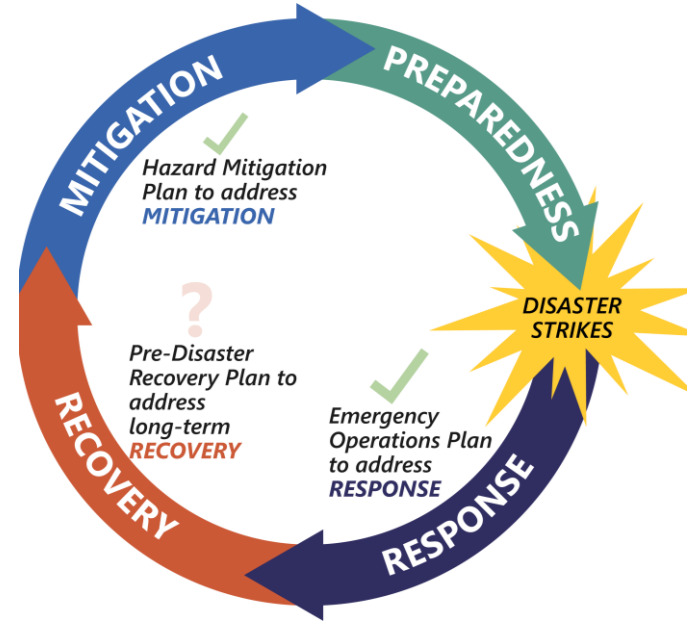 MITIGATION
PREPAREDNESS
Hazard Mitigation
Plan to address
MITIGATION
DISASTER
STRIKES
?
Pre-Disaster
Recovery Plan to
address
long-term
RECOVERY
Emergency
Operations Plan
to address
RESPONSE
RECOVERY
RESPONSE